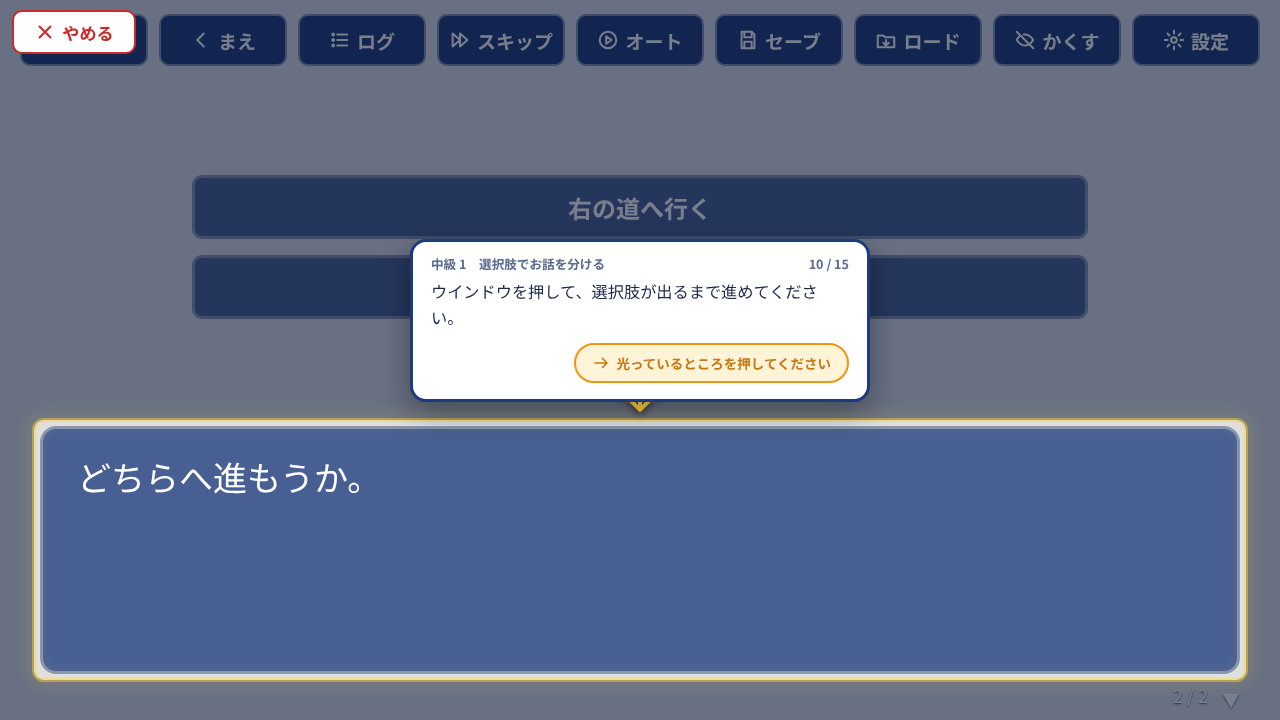 やめる
まえ
ログ
スキップ
オート
セーブ
ロード
かくす
設定
右の道へ行く
中級 1 選択肢でお話を分ける
10 / 15
ウインドウを押して、選択肢が出るまで進めてくださ
い。
光っているところを押してください
どちらへ進もうか。
2 / 2